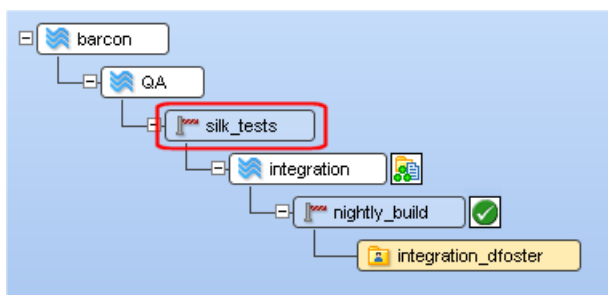 barcon
QA
silk_tests
integration
nightly_build
integration_dfoster